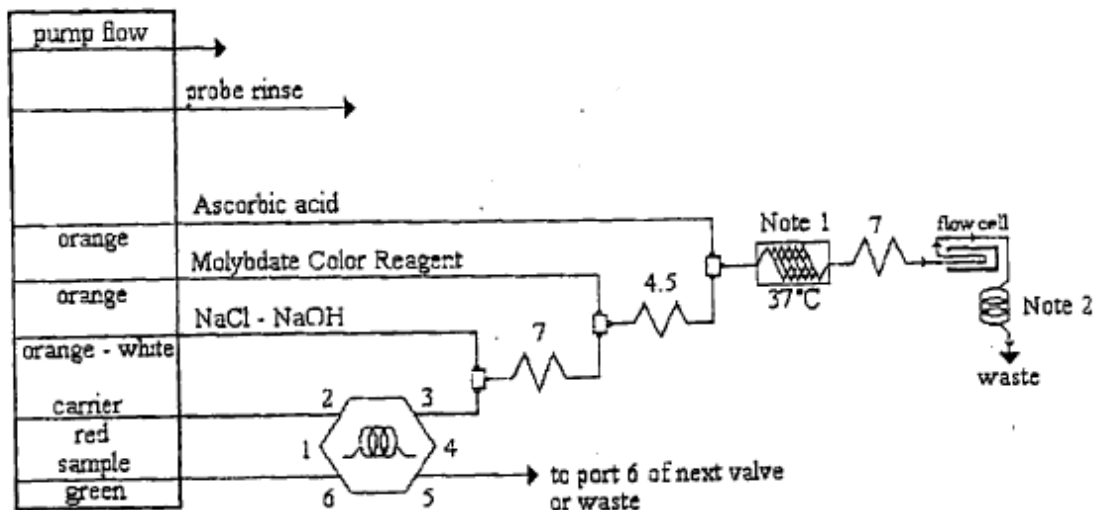 pump flow
probe rinse
Ascorbic acid
orange
Molybdate Color Reagent
orange
NaCl - NaOH
orange - white
carrier
red
sample
green
2
3
1
4
6
5
7
4.5
Note 1
37°C
7
flow cell
Note 2
waste
to port 6 of next valve
or waste